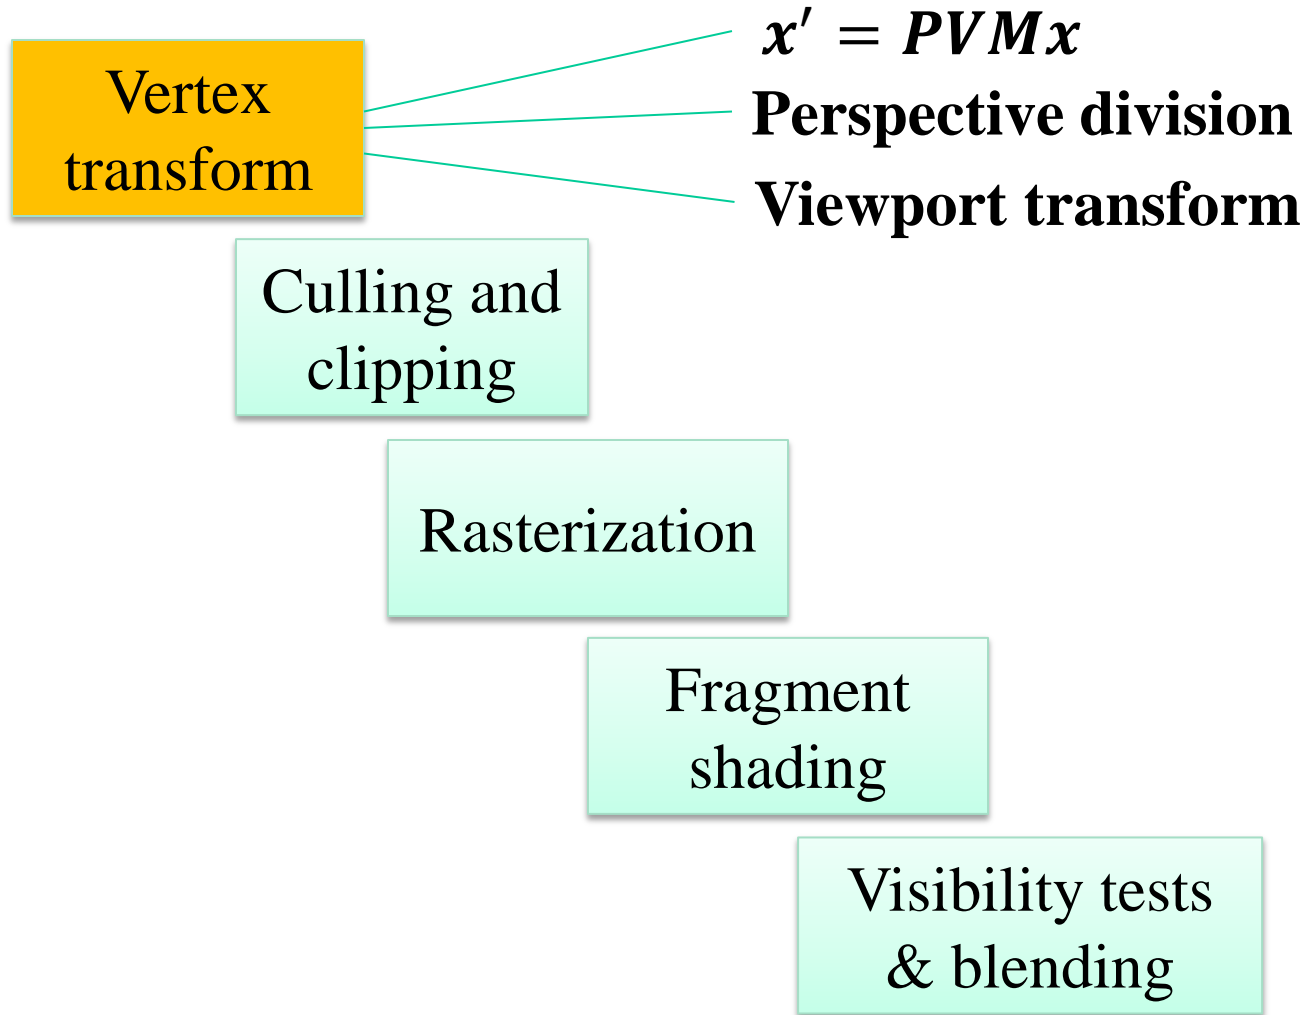 x′ = PVMx
Vertex
transform
Perspective division
Viewport transform
Culling and
clipping
Rasterization
Fragment
shading
Visibility tests
& blending